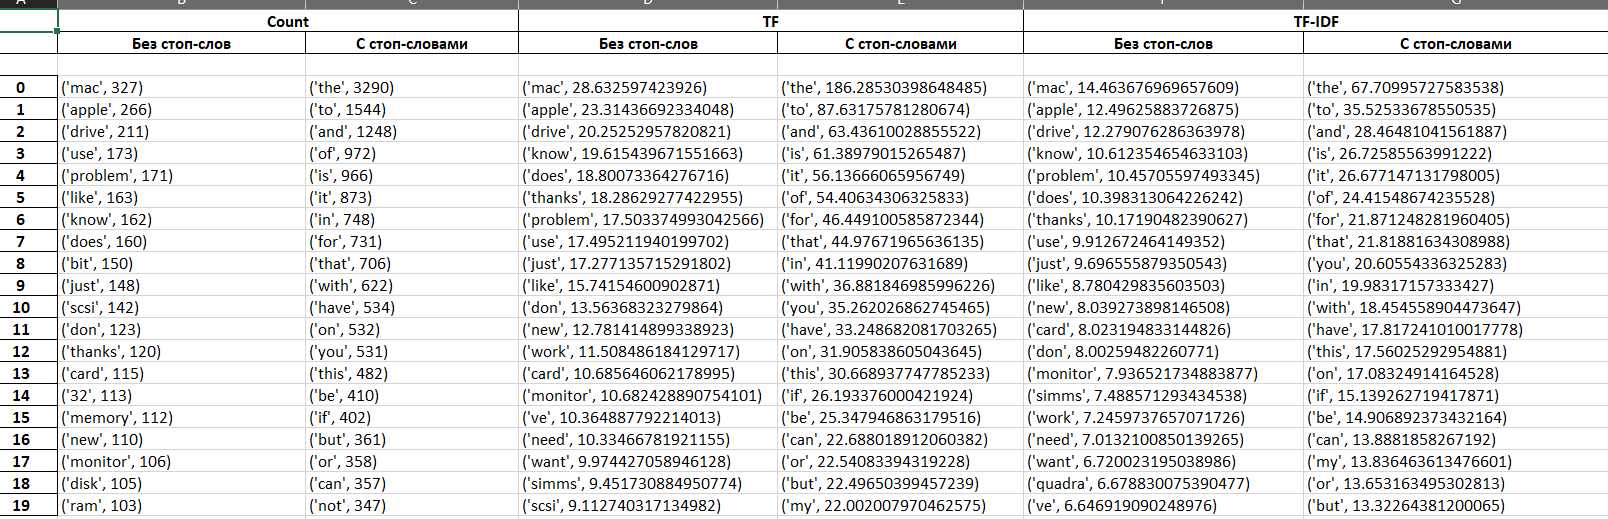 A B C D E F G
Count TF TF-IDF
Без стоп-слов С стоп-словами Без стоп-слов С стоп-словами Без стоп-слов С стоп-словами
0 ('mac', 327) ('the', 3290) ('mac', 28.632597423926) ('the', 186.28530398648485) ('mac', 14.463676969657609) ('the', 67.70995727583538)
1 ('apple', 266) ('to', 1544) ('apple', 23.31436692334048) ('to', 87.63175781280674) ('apple', 12.49625883726875) ('to', 35.52533678550535)
2 ('drive', 211) ('and', 1248) ('drive', 20.25252957820821) ('and', 63.43610028855522) ('drive', 12.279076286363978) ('and', 28.46481041561887)
3 ('use', 173) ('of', 972) ('know', 19.615439671551663) ('is', 61.38979015265487) ('know', 10.612354654633103) ('is', 26.72585563991222)
4 ('problem', 171) ('is', 966) ('does', 18.80073364276716) ('it', 56.13666065956749) ('problem', 10.45705597493345) ('it', 26.677147131798005)
5 ('like', 163) ('it', 873) ('thanks', 18.28629277422955) ('of', 54.40634306325833) ('does', 10.398313064226242) ('of', 24.41548674235528)
6 ('know', 162) ('in', 748) ('problem', 17.503374993042566) ('for', 46.449100585872344) ('thanks', 10.17190482390627) ('for', 21.871248281960405)
7 ('does', 160) ('for', 731) ('use', 17.495211940199702) ('that', 44.97671965636135) ('use', 9.912672464149352) ('that', 21.81881634308988)
8 ('bit', 150) ('that', 706) ('just', 17.277135715291802) ('in', 41.11990207631689) ('just', 9.696555879350543) ('you', 20.60554336325283)
9 ('just', 148) ('with', 622) ('like', 15.74154600902871) ('with', 36.881846985996226) ('like', 8.780429835603503) ('in', 19.98317157333427)
10 ('scsi', 142) ('have', 534) ('don', 13.56368323279864) ('you', 35.262026862745465) ('new', 8.039273898146508) ('with', 18.454558904473647)
11 ('don', 123) ('on', 532) ('new', 12.781414899338923) ('have', 33.248682081703265) ('card', 8.023194833144826) ('have', 17.817241010017778)
12 ('thanks', 120) ('you', 531) ('work', 11.508486184129717) ('on', 31.905838605043645) ('don', 8.00259482260771) ('this', 17.56025292954881)
13 ('card', 115) ('this', 482) ('card', 10.685646062178995) ('this', 30.668937747785233) ('monitor', 7.936521734883877) ('on', 17.08324914164528)
14 ('32', 113) ('be', 410) ('monitor', 10.682428890754101) ('if', 26.193376000421924) ('simms', 7.488571293434538) ('if', 15.139262719417871)
15 ('memory', 112) ('if', 402) ('ve', 10.364887792214013) ('be', 25.347946863179516) ('work', 7.2459737657071726) ('be', 14.906892373432164)
16 ('new', 110) ('but', 361) ('need', 10.33466781921155) ('can', 22.688018912060382) ('need', 7.0132100850139265) ('can', 13.8881858267192)
17 ('monitor', 106) ('or', 358) ('want', 9.974427058946128) ('or', 22.54083394319228) ('want', 6.720023195038986) ('my', 13.836463613476601)
18 ('disk', 105) ('can', 357) ('simms', 9.451730884950774) ('but', 22.49650399457239) ('quadra', 6.678830075390477) ('or', 13.653163495302813)
19 ('ram', 103) ('not', 347) ('scsi', 9.112740317134982) ('my', 22.002007970462575) ('ve', 6.646919090248976) ('but', 13.32264381200065)